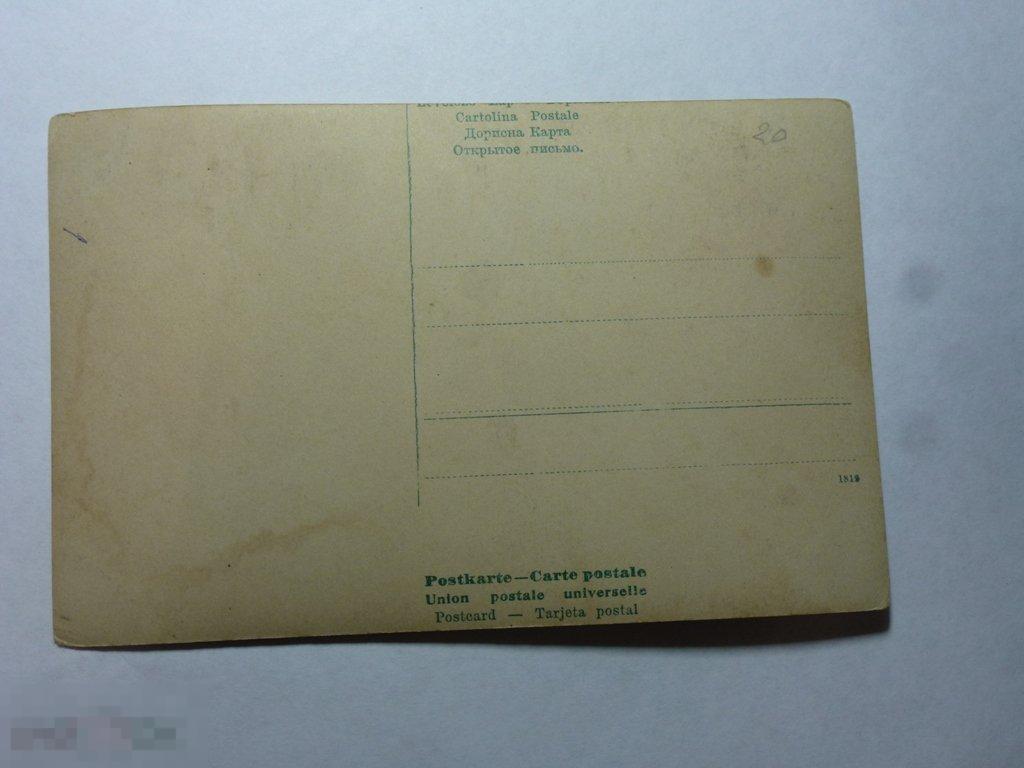 Cartolina Postale
Дописна Карта
Открытое письмо.
20
1819
Postkarte — Carte postale
Union postale universelle
Postcard — Tarjeta postal